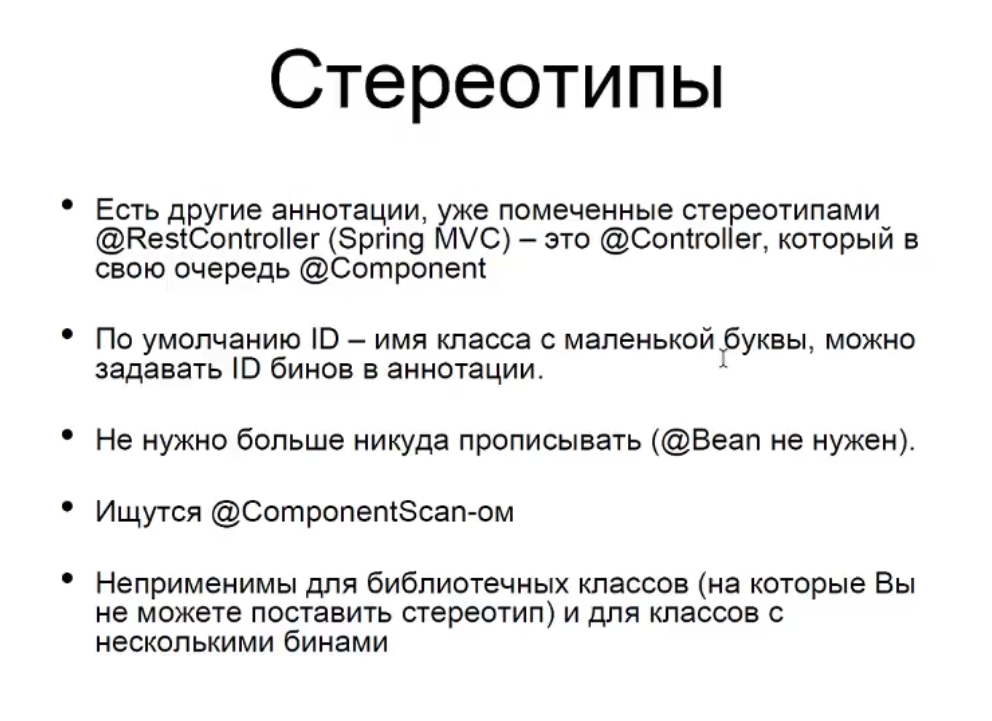 Стереотипы
• Есть другие аннотации, уже помеченные стереотипами
@RestController (Spring MVC) – это @Controller, который в
свою очередь @Component
• По умолчанию ID – имя класса с маленькой буквы, можно
задавать ID бинов в аннотации.
• Не нужно больше никуда прописывать (@Bean не нужен).
• Ищутся @ComponentScan-ом
• Неприменимы для библиотечных классов (на которые Вы
не можете поставить стереотип) и для классов с
несколькими бинами